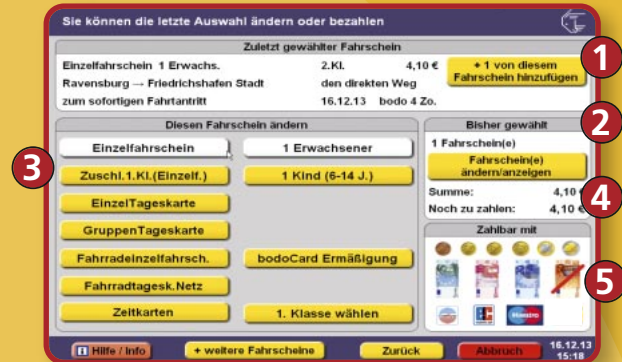 Sie können die letzte Auswahl ändern oder bezahlen
Zuletzt gewählter Fahrschein
Einzelfahrschein 1 Erwachs. 2.Kl. 4,10 €
Ravensburg → Friedrichshafen Stadt den direkten Weg
zum sofortigen Fahrtantritt 16.12.13 bodo 4 Zo.
+ 1 von diesem
Fahrschein hinzufügen
1
Diesen Fahrschein ändern
3
Einzelfahrschein 1 Erwachsener
Zuschl.1.Kl.(Einzelf.) 1 Kind (6-14 J.)
EinzelTageskarte
GruppenTageskarte
Fahrradeinzelfahrsch. bodoCard Ermäßigung
Fahrradtagesk.Netz
Zeitkarten 1. Klasse wählen
Bisher gewählt
2
1 Fahrschein(e)
Fahrschein(e)
ändern/anzeigen
Summe: 4,10 €
Noch zu zahlen: 4,10 €
4
Zahlbar mit
5
Maestro
i Hilfe / Info + weitere Fahrscheine Zurück Abbruch
16.12.13
15:18